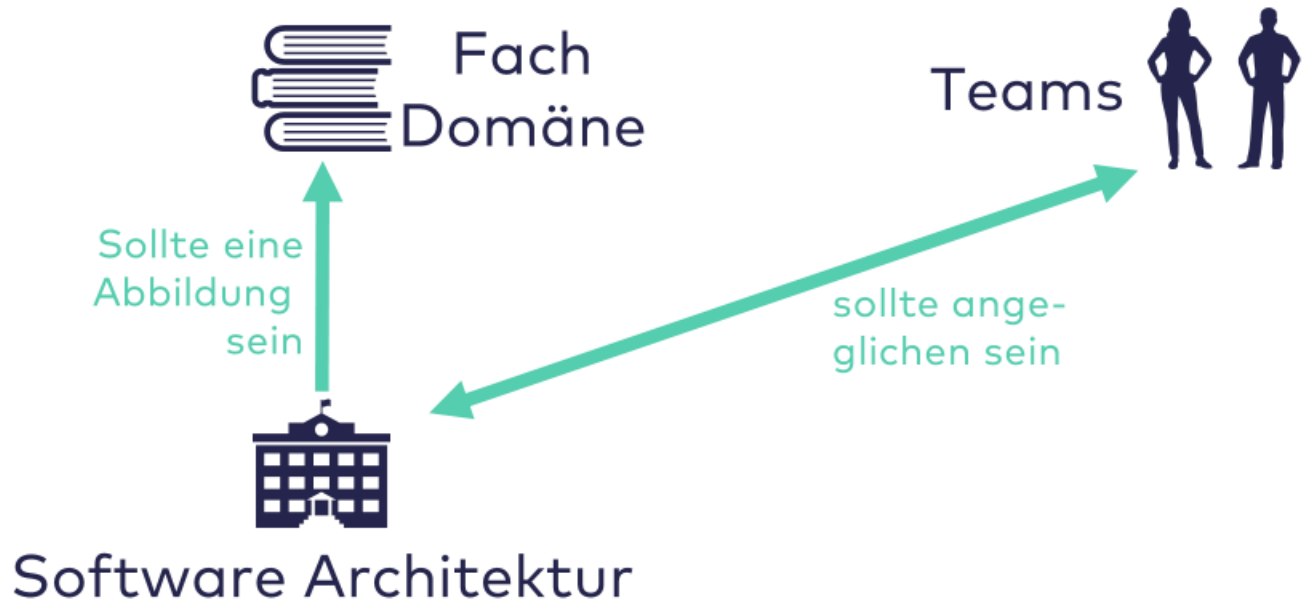 Fach
Domäne
Teams
Sollte eine
Abbildung
sein
sollte ange-
glichen sein
Software Architektur